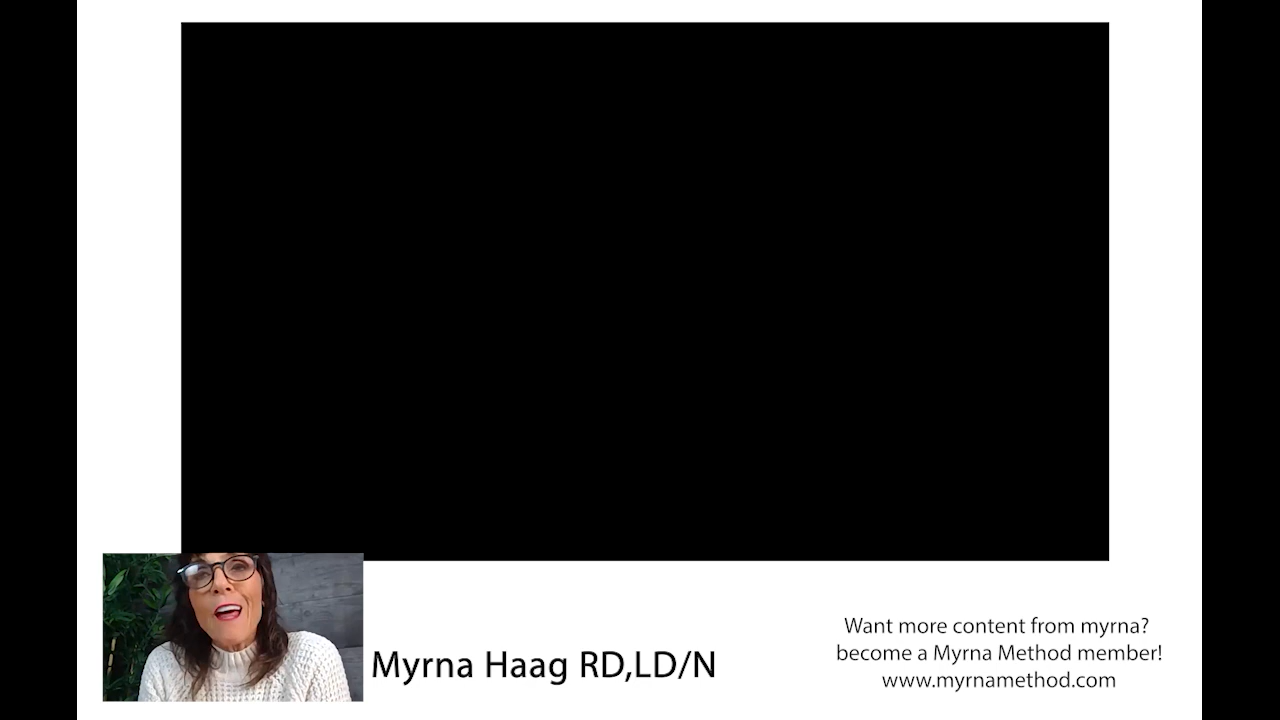 Myrna Haag RD,LD/N
Want more content from myrna?
become a Myrna Method member!
www.myrnamethod.com